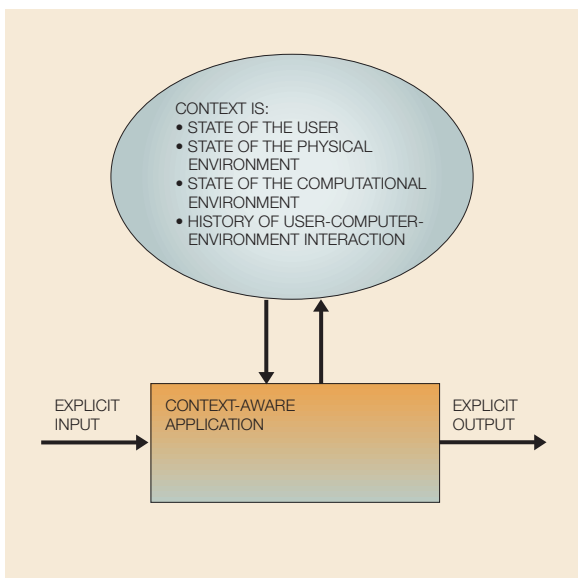 CONTEXT IS:
• STATE OF THE USER
• STATE OF THE PHYSICAL
ENVIRONMENT
• STATE OF THE COMPUTATIONAL
ENVIRONMENT
• HISTORY OF USER-COMPUTER-
ENVIRONMENT INTERACTION
EXPLICIT
INPUT
CONTEXT-AWARE
APPLICATION
EXPLICIT
OUTPUT